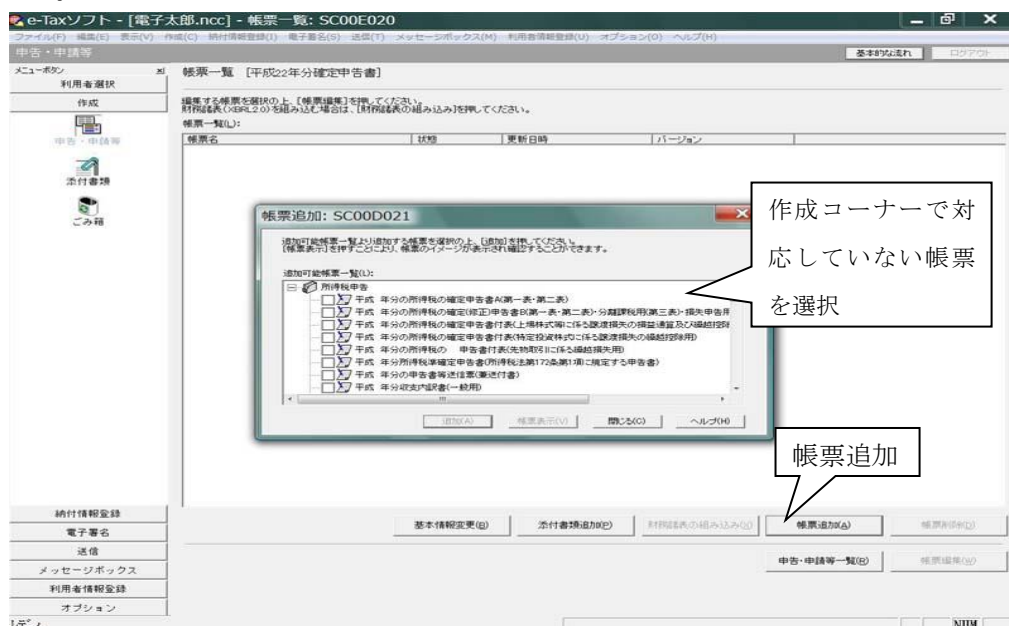 e-Taxソフト - [電子太郎.ncc] - 帳票一覧: SC00E020
ファイル(F) 編集(E) 表示(V) 作成(C) 納付情報登録(I) 電子署名(S) 送信(T) メッセージボックス(M) 利用者情報登録(U) オプション(O) ヘルプ(H)
申告・申請等
基本的な流れ
ログアウト
メニューボタン
利用者選択
作成
申告・申請等
添付書類
ごみ箱
納付情報登録
電子署名
送信
メッセージボックス
利用者情報登録
オプション
帳票一覧 [平成22年分確定申告書]
編集する帳票を選択の上、[帳票編集]を押してください。
財務諸表(XBRL2.0)を組み込む場合は、[財務諸表の組み込み]を押してください。
帳票一覧(L):
帳票名 状態 更新日時 バージョン
帳票追加: SC00D021
追加可能帳票一覧より追加する帳票を選択の上、[追加]を押してください。
[帳票表示]を押すことにより、帳票のイメージが表示され確認することができます。
追加可能帳票一覧(L):
所得税申告
平成 年分の所得税の確定申告書A(第一表・第二表)
平成 年分の所得税の確定(修正)申告書B(第一表・第二表)・分離課税用(第三表)・損失申告用
平成 年分の所得税の確定申告書付表(上場株式等に係る譲渡損失の損益通算及び繰越控除
平成 年分の所得税の確定申告書付表(特定投資株式に係る譲渡損失の繰越控除用)
平成 年分の所得税の 申告書付表(先物取引に係る繰越損失用)
平成 年分所得税準確定申告書(所得税法第172条第1項に規定する申告書)
平成 年分の申告書等送信票(兼送付書)
平成 年分収支内訳書(一般用)
追加(A)
帳票表示(V)
閉じる(C)
ヘルプ(H)
作成コーナーで対
応していない帳票
を選択
帳票追加
基本情報変更(B)
添付書類追加(P)
財務諸表の組み込み(X)
帳票追加(A)
帳票削除(D)
申告・申請等一覧(R)
帳票編集(W)
レディ
NUM